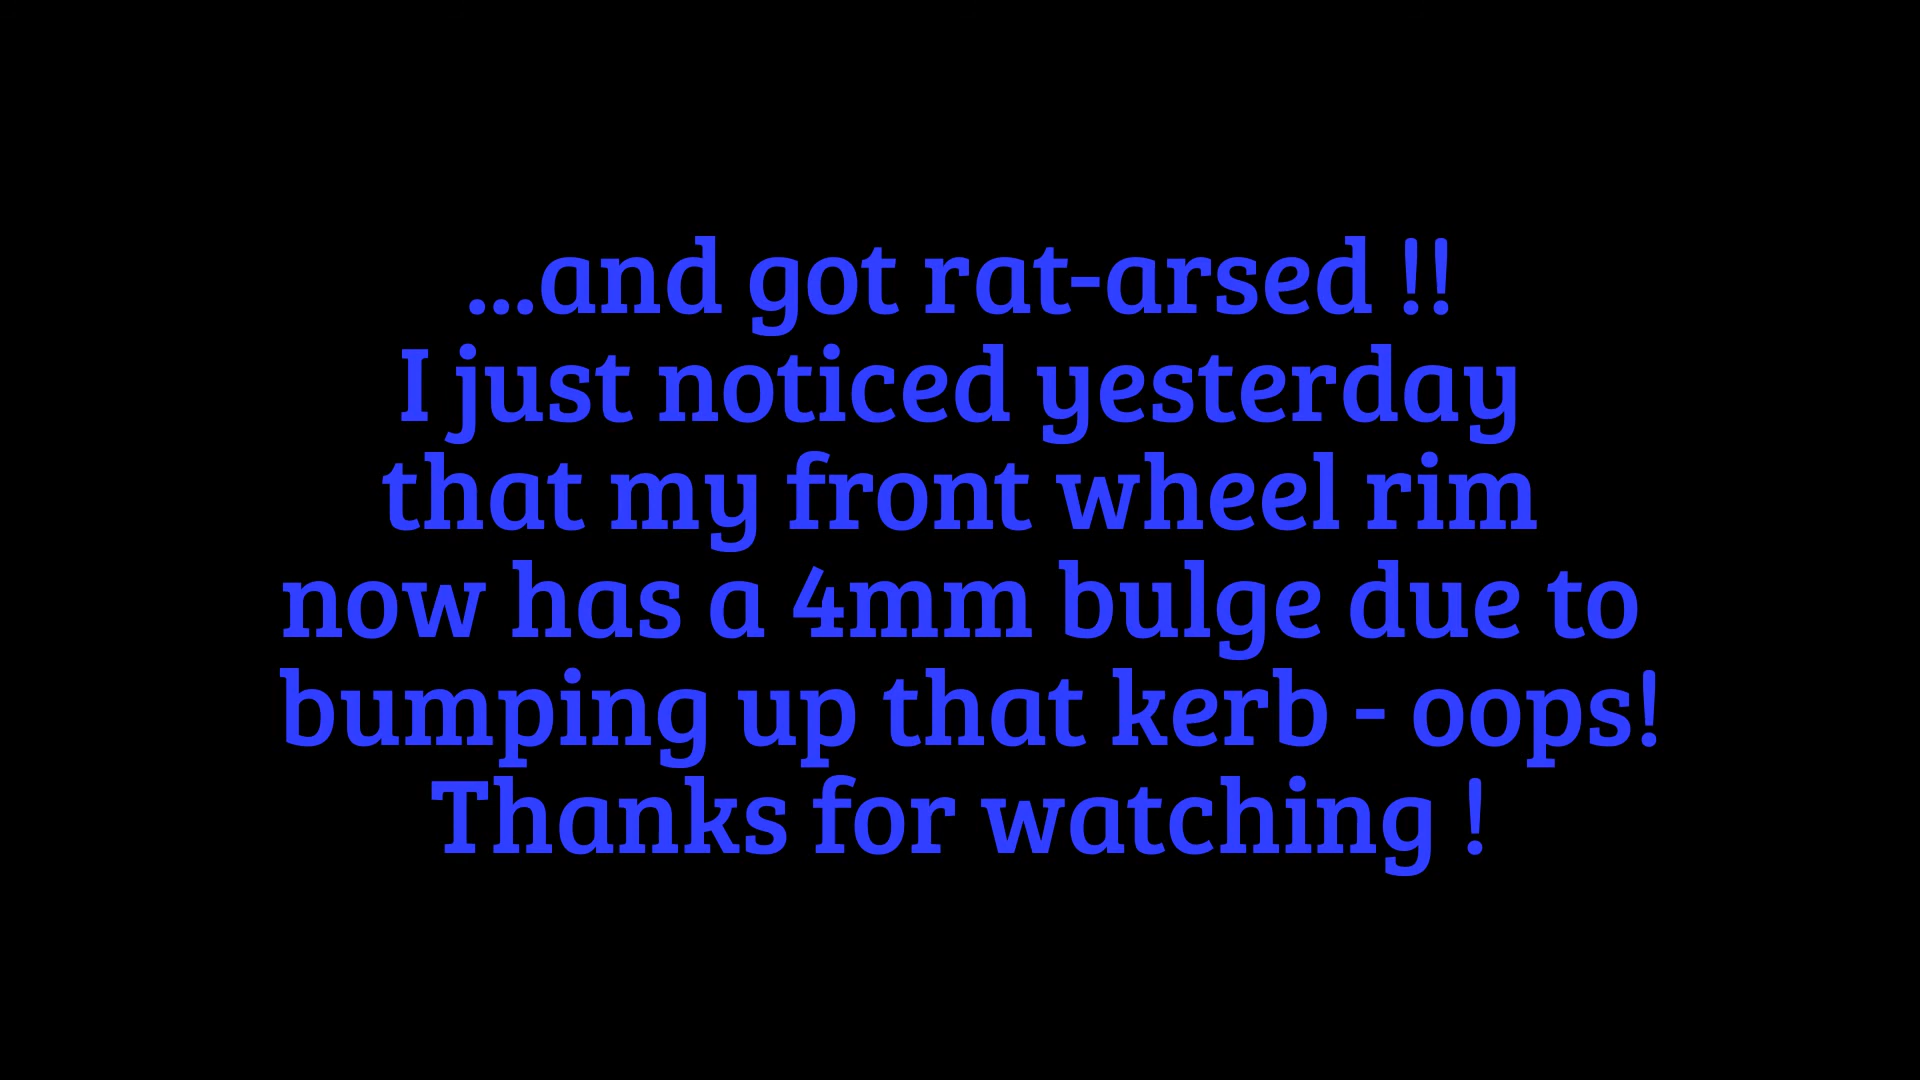 ...and got rat-arsed !!
I just noticed yesterday
that my front wheel rim
now has a 4mm bulge due to
bumping up that kerb - oops!
Thanks for watching !